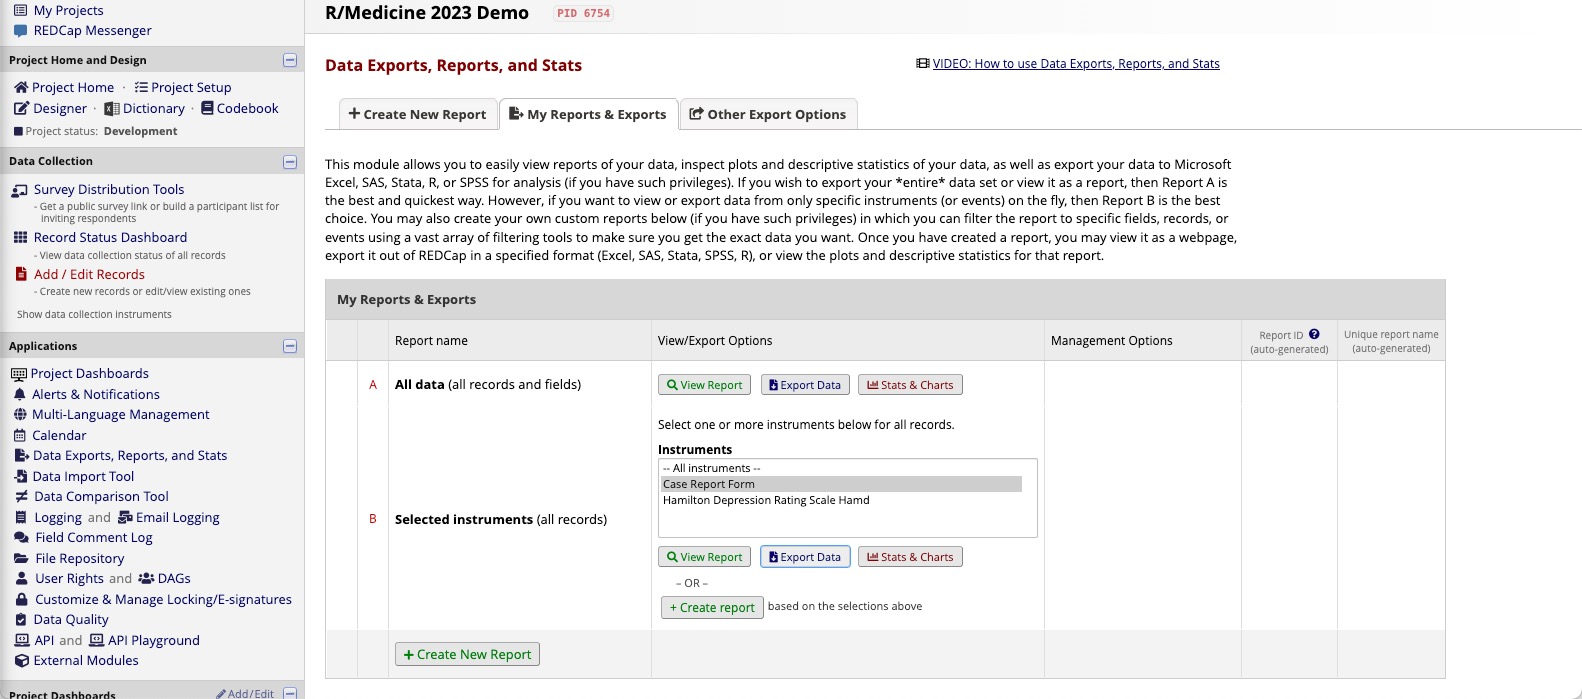 My Projects
REDCap Messenger
Project Home and Design
Project Home · Project Setup
Designer · Dictionary · Codebook
Project status: Development
Data Collection
Survey Distribution Tools
- Get a public survey link or build a participant list for
inviting respondents
Record Status Dashboard
- View data collection status of all records
Add / Edit Records
- Create new records or edit/view existing ones
Show data collection instruments
Applications
Project Dashboards
Alerts & Notifications
Multi-Language Management
Calendar
Data Exports, Reports, and Stats
Data Import Tool
Data Comparison Tool
Logging and Email Logging
Field Comment Log
File Repository
User Rights and DAGs
Customize & Manage Locking/E-signatures
Data Quality
API and API Playground
External Modules
Project Dashboards Add/Edit
R/Medicine 2023 Demo PID 6754
Data Exports, Reports, and Stats
VIDEO: How to use Data Exports, Reports, and Stats
+ Create New Report
My Reports & Exports
Other Export Options
This module allows you to easily view reports of your data, inspect plots and descriptive statistics of your data, as well as export your data to Microsoft
Excel, SAS, Stata, R, or SPSS for analysis (if you have such privileges). If you wish to export your *entire* data set or view it as a report, then Report A is
the best and quickest way. However, if you want to view or export data from only specific instruments (or events) on the fly, then Report B is the best
choice. You may also create your own custom reports below (if you have such privileges) in which you can filter the report to specific fields, records, or
events using a vast array of filtering tools to make sure you get the exact data you want. Once you have created a report, you may view it as a webpage,
export it out of REDCap in a specified format (Excel, SAS, Stata, SPSS, R), or view the plots and descriptive statistics for that report.
My Reports & Exports
Report name
View/Export Options
Management Options
Report ID ?
(auto-generated)
Unique report name
(auto-generated)
A
All data (all records and fields)
View Report
Export Data
Stats & Charts
Select one or more instruments below for all records.
Instruments
-- All instruments --
Case Report Form
Hamilton Depression Rating Scale Hamd
B
Selected instruments (all records)
View Report
Export Data
Stats & Charts
– OR –
+ Create report based on the selections above
+ Create New Report